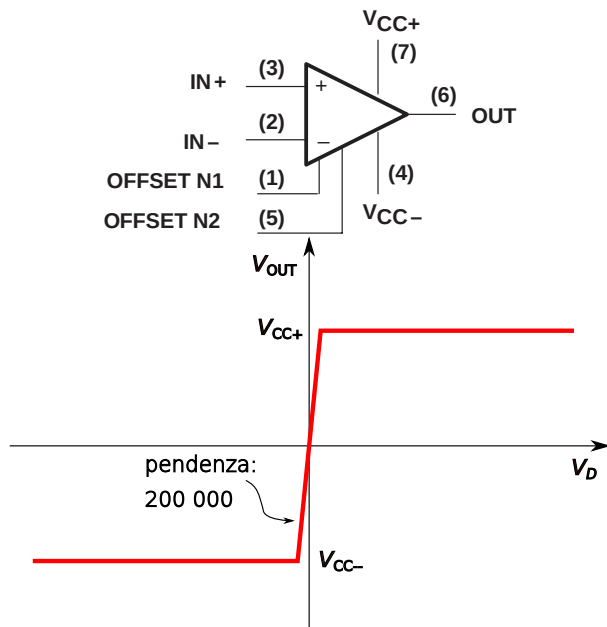 VCC+
(7)
IN+ (3) +
(6)
OUT
IN− (2) −
OFFSET N1 (1)
(4)
OFFSET N2 (5)
VCC−
VOUT
VCC+
VD
pendenza:
200 000
VCC−